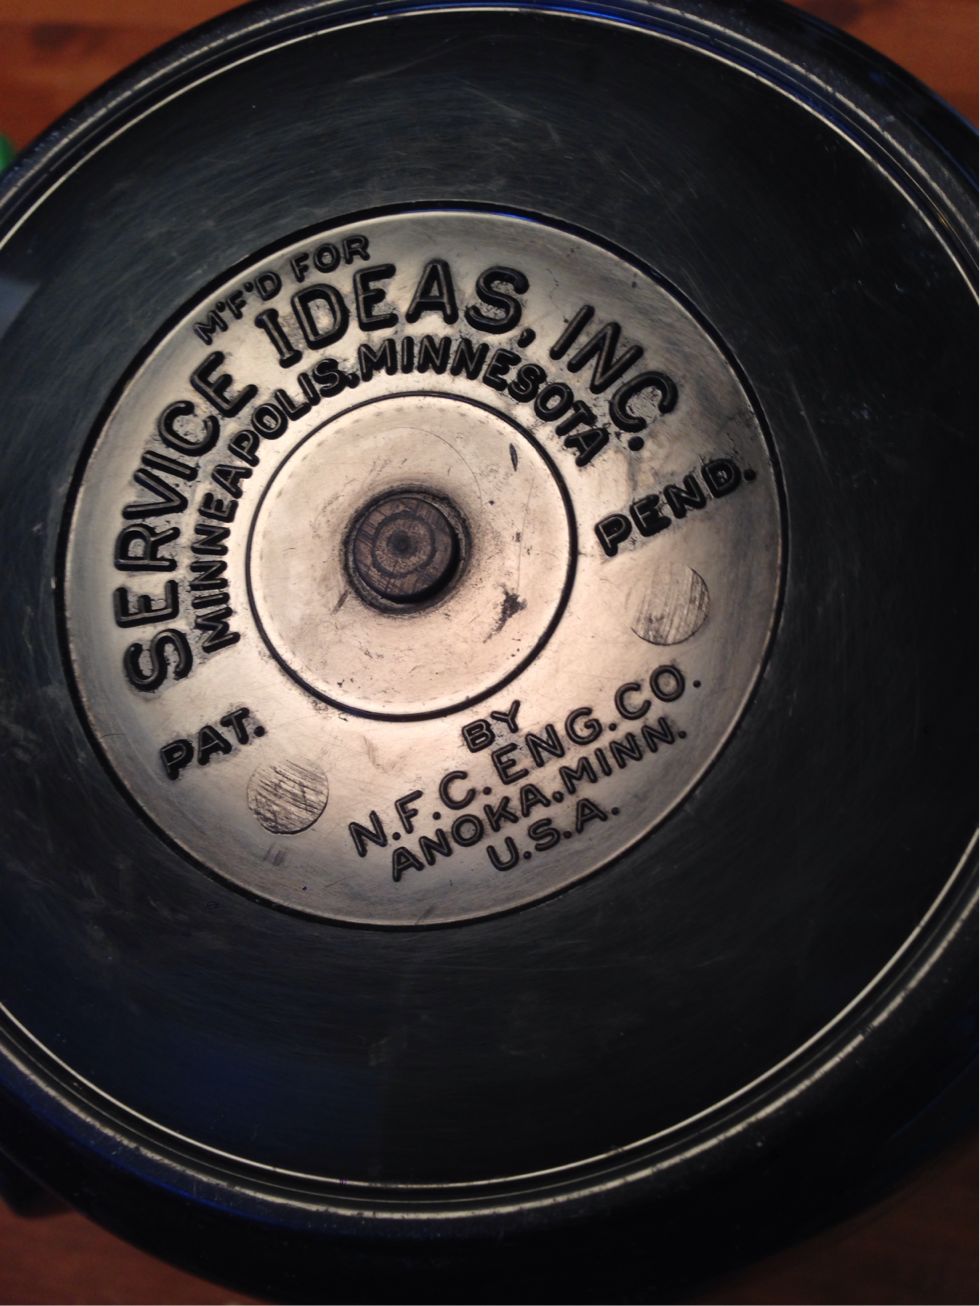 M'F'D FOR
SERVICE IDEAS, INC.
MINNEAPOLIS, MINNESOTA
PAT. PEND.
BY
N.F.C. ENG. CO.
ANOKA, MINN.
U.S.A.